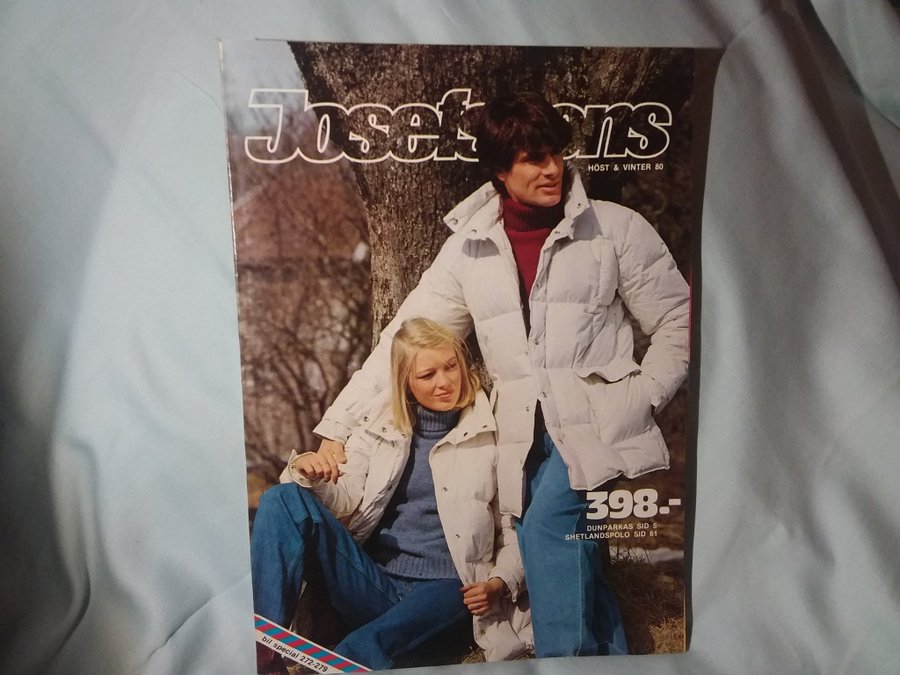 Josefssons
HÖST & VINTER 80
398.-
DUNPARKAS SID 5
SHETLANDSPOLO SID 61
bil special 272-279